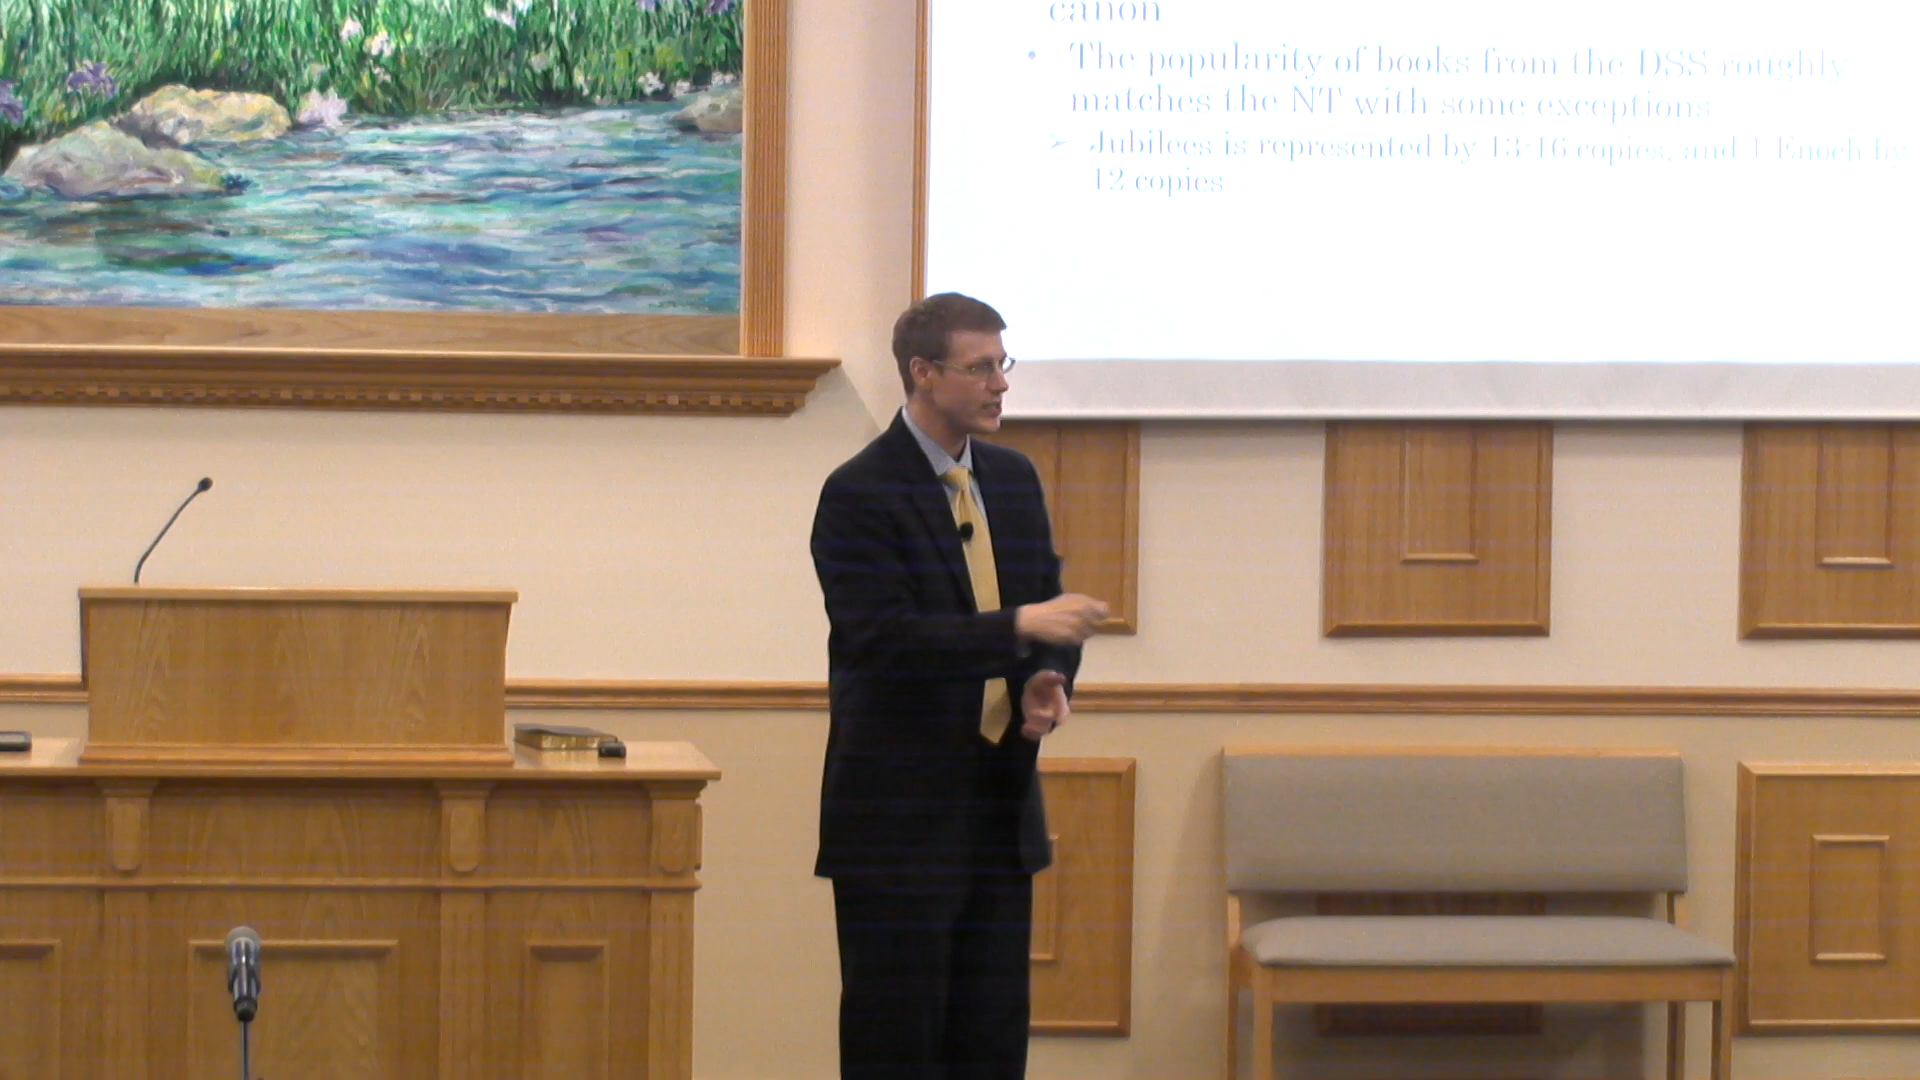 canon
• The popularity of books from the DSS roughly
matches the NT with some exceptions
➢ Jubilees is represented by 13-16 copies, and 1 Enoch by
12 copies